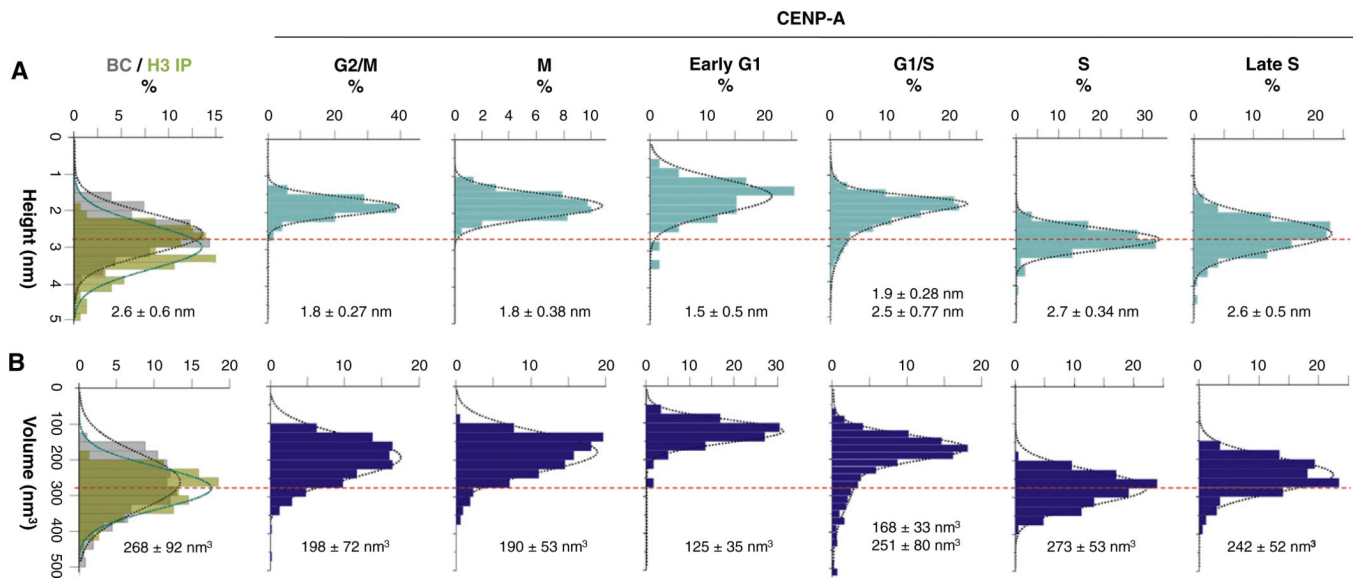 CENP-A
A
BC / H3 IP
%
G2/M
%
M
%
Early G1
%
G1/S
%
S
%
Late S
%
0 5 10 15
0 10 20 30 40
0 2 4 6 8 10
0 10 20
0 10 20
0 10 20 30
0 10 20
Height (nm)
0
1
2
3
4
5
2.6 ± 0.6 nm
1.8 ± 0.27 nm
1.8 ± 0.38 nm
1.5 ± 0.5 nm
1.9 ± 0.28 nm
2.5 ± 0.77 nm
2.7 ± 0.34 nm
2.6 ± 0.5 nm
B
0 5 10 15 20
0 10 20
0 10 20
0 10 20 30
0 10 20
0 10 20
0 10 20
Volume (nm³)
0
100
200
300
400
500
268 ± 92 nm³
198 ± 72 nm³
190 ± 53 nm³
125 ± 35 nm³
168 ± 33 nm³
251 ± 80 nm³
273 ± 53 nm³
242 ± 52 nm³